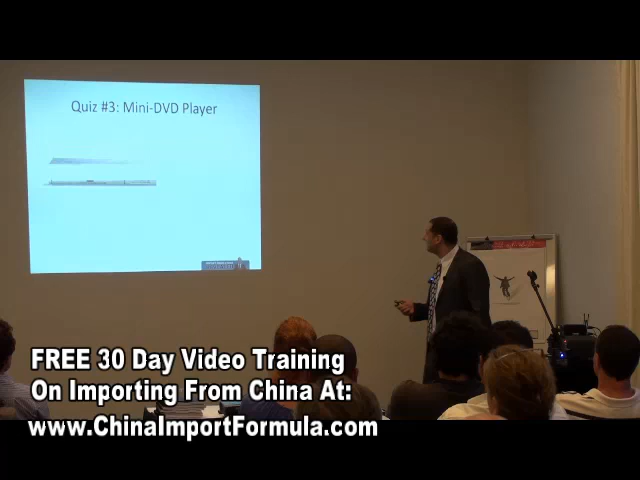 Quiz #3: Mini-DVD Player
FREE 30 Day Video Training
On Importing From China At:
www.ChinaImportFormula.com